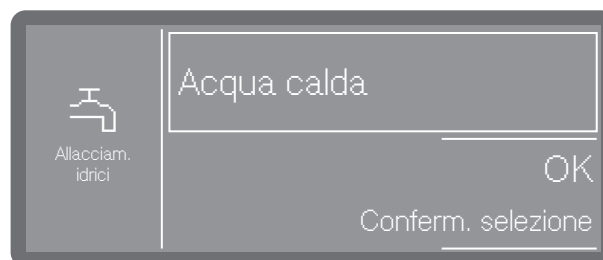 Allacciam.
idrici
Acqua calda
OK
Conferm. selezione